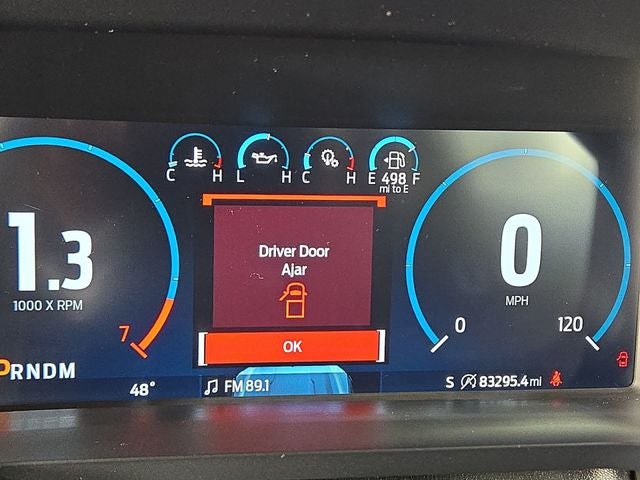 C H
L H
C H
E F
498
mi to E
1.3
1000 X RPM
7
Driver Door
Ajar
OK
0
MPH
0
120
PRNDM
48°
FM 89.1
S
83295.4 mi